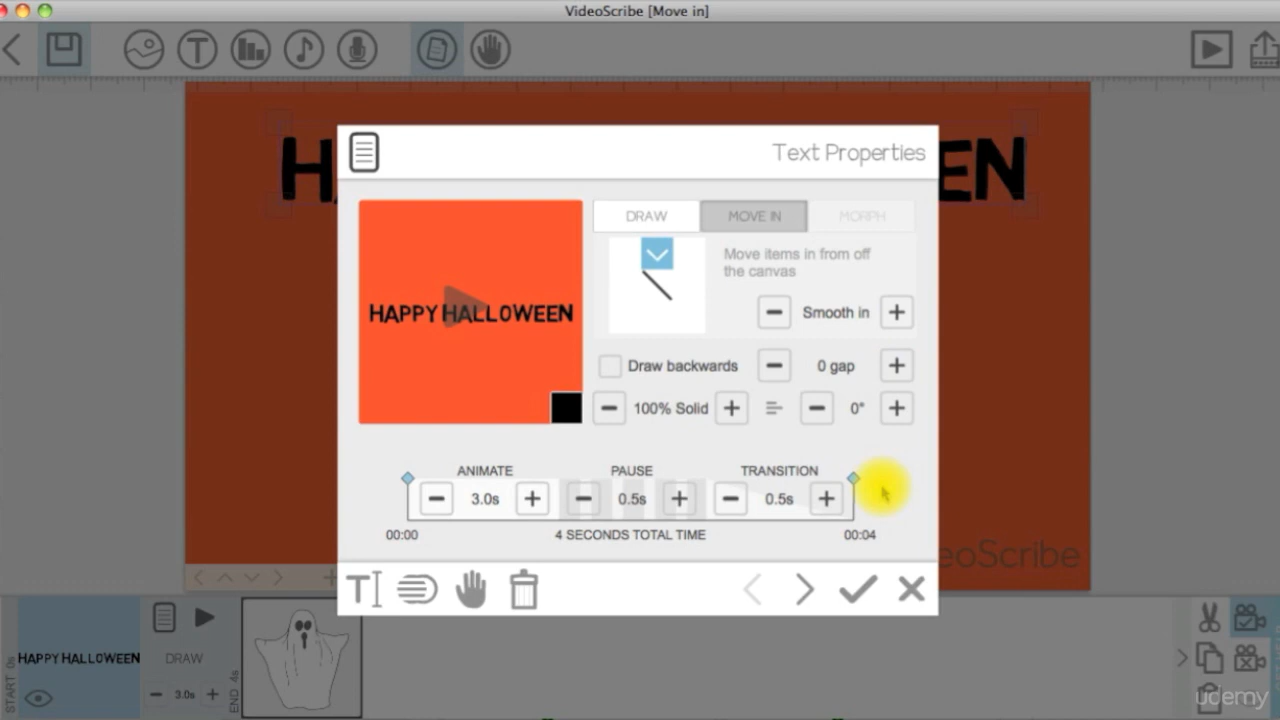 VideoScribe [Move in]
H
EN
Text Properties
DRAW
MOVE IN
MORPH
Move items in from off
the canvas
Smooth in
HAPPY HALLOWEEN
Draw backwards
0 gap
100% Solid
0°
ANIMATE
PAUSE
TRANSITION
3.0s
0.5s
0.5s
00:00
4 SECONDS TOTAL TIME
00:04
eoScribe
START 0s
HAPPY HALLOWEEN
DRAW
3.0s
END 4s
udemy